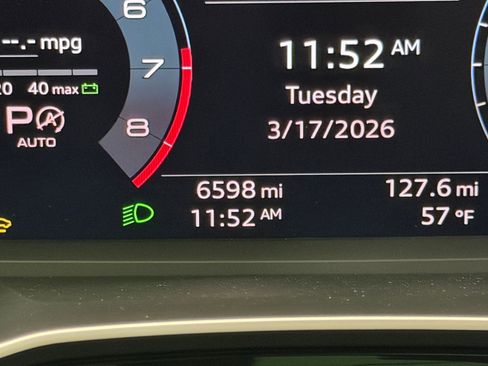 --.- mpg
6
11:52 AM
7
20 40 max
Tuesday
P A
8
AUTO
3/17/2026
6598 mi 127.6 mi
11:52 AM 57 °F